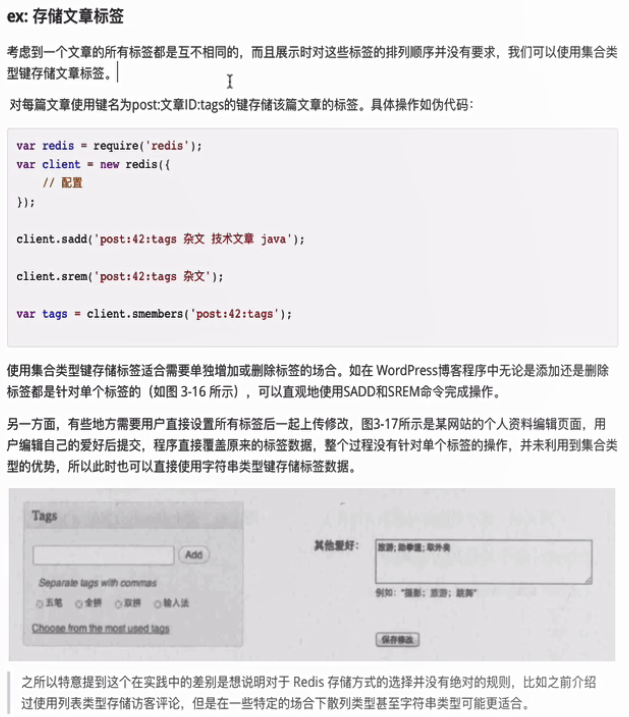 ex: 存储文章标签
考虑到一个文章的所有标签都是互不相同的，而且展示时对这些标签的排列顺序并没有要求，我们可以使用集合类
型键存储文章标签。
对每篇文章使用键名为post:文章ID:tags的键存储该篇文章的标签。具体操作如伪代码：
var redis = require('redis');
var client = new redis({
// 配置
});
client.sadd('post:42:tags 杂文 技术文章 java');
client.srem('post:42:tags 杂文');
var tags = client.smembers('post:42:tags');
使用集合类型键存储标签适合需要单独增加或删除标签的场合。如在 WordPress博客程序中无论是添加还是删除
标签都是针对单个标签的（如图 3-16 所示），可以直观地使用SADD和SREM命令完成操作。
另一方面，有些地方需要用户直接设置所有标签后一起上传修改，图3-17所示是某网站的个人资料编辑页面，用
户编辑自己的爱好后提交，程序直接覆盖原来的标签数据，整个过程没有针对单个标签的操作，并未利用到集合类
型的优势，所以此时也可以直接使用字符串类型键存储标签数据。
Tags
Add
Separate tags with commas
五笔 全拼 双拼 输入法
Choose from the most used tags
其他爱好：
旅游; 跆拳道; 取外号
例如："摄影；旅游；跳舞"
保存修改
之所以特意提到这个在实践中的差别是想说明对于 Redis 存储方式的选择并没有绝对的规则，比如之前介绍
过使用列表类型存储访客评论，但是在一些特定的场合下散列类型甚至字符串类型可能更适合。